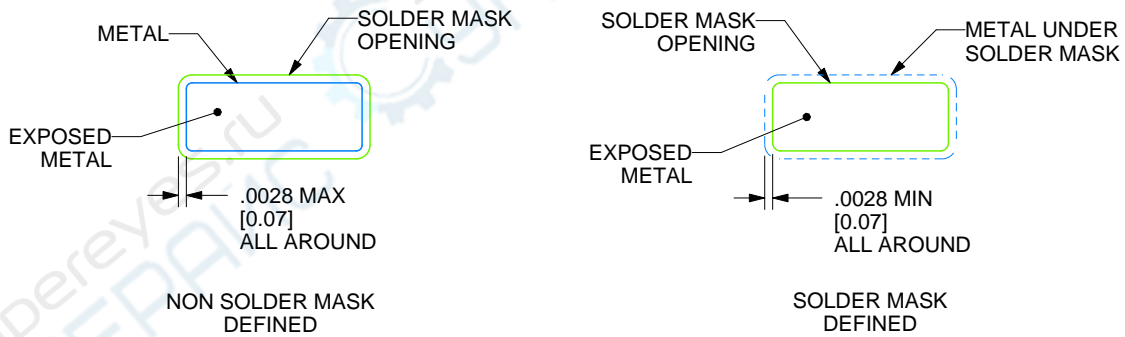 METAL
SOLDER MASK
OPENING
EXPOSED
METAL
.0028 MAX
[0.07]
ALL AROUND
NON SOLDER MASK
DEFINED
SOLDER MASK
OPENING
METAL UNDER
SOLDER MASK
EXPOSED
METAL
.0028 MIN
[0.07]
ALL AROUND
SOLDER MASK
DEFINED